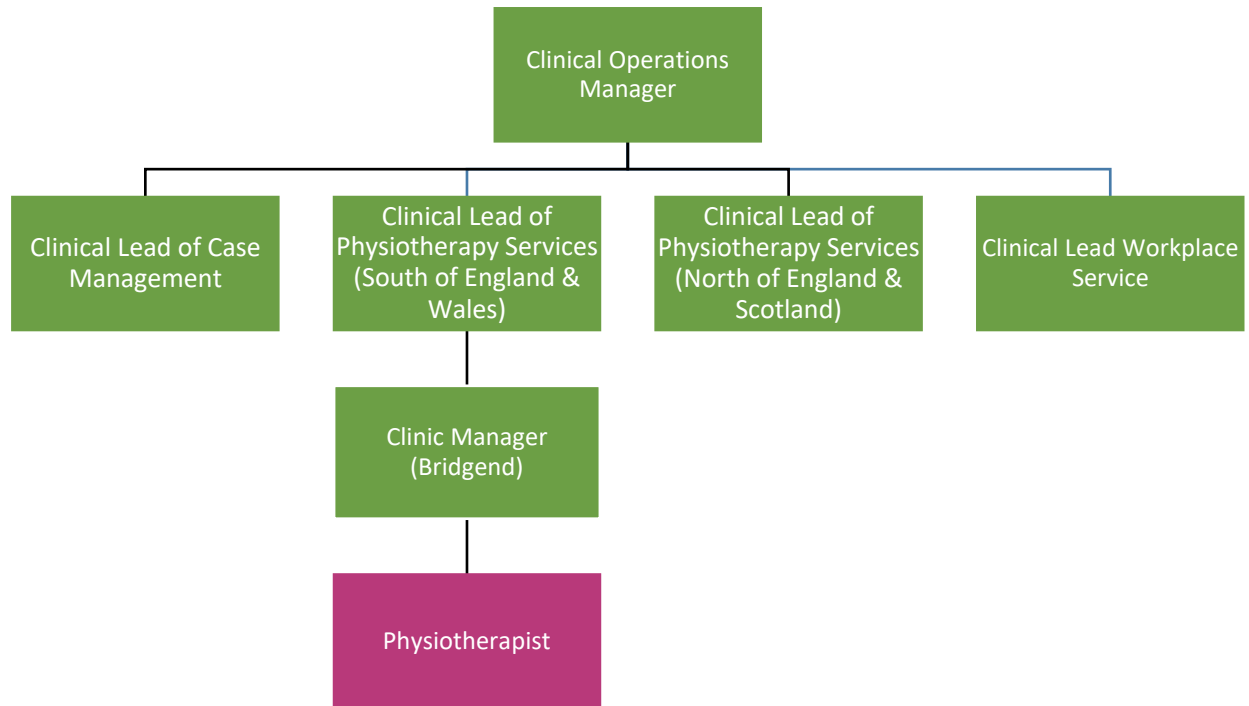 Clinical Operations
Manager
Clinical Lead of Case
Management
Clinical Lead of
Physiotherapy Services
(South of England &
Wales)
Clinical Lead of
Physiotherapy Services
(North of England &
Scotland)
Clinical Lead Workplace
Service
Clinic Manager
(Bridgend)
Physiotherapist